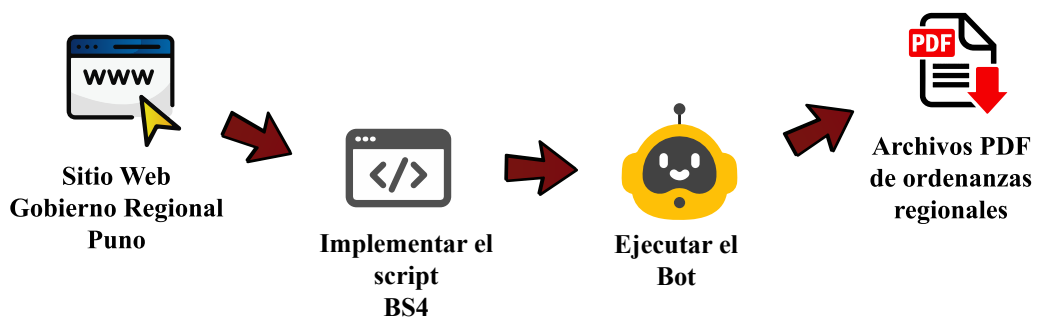 www
Sitio Web
Gobierno Regional
Puno
</>
Implementar el
script
BS4
Ejecutar el
Bot
PDF
Archivos PDF
de ordenanzas
regionales